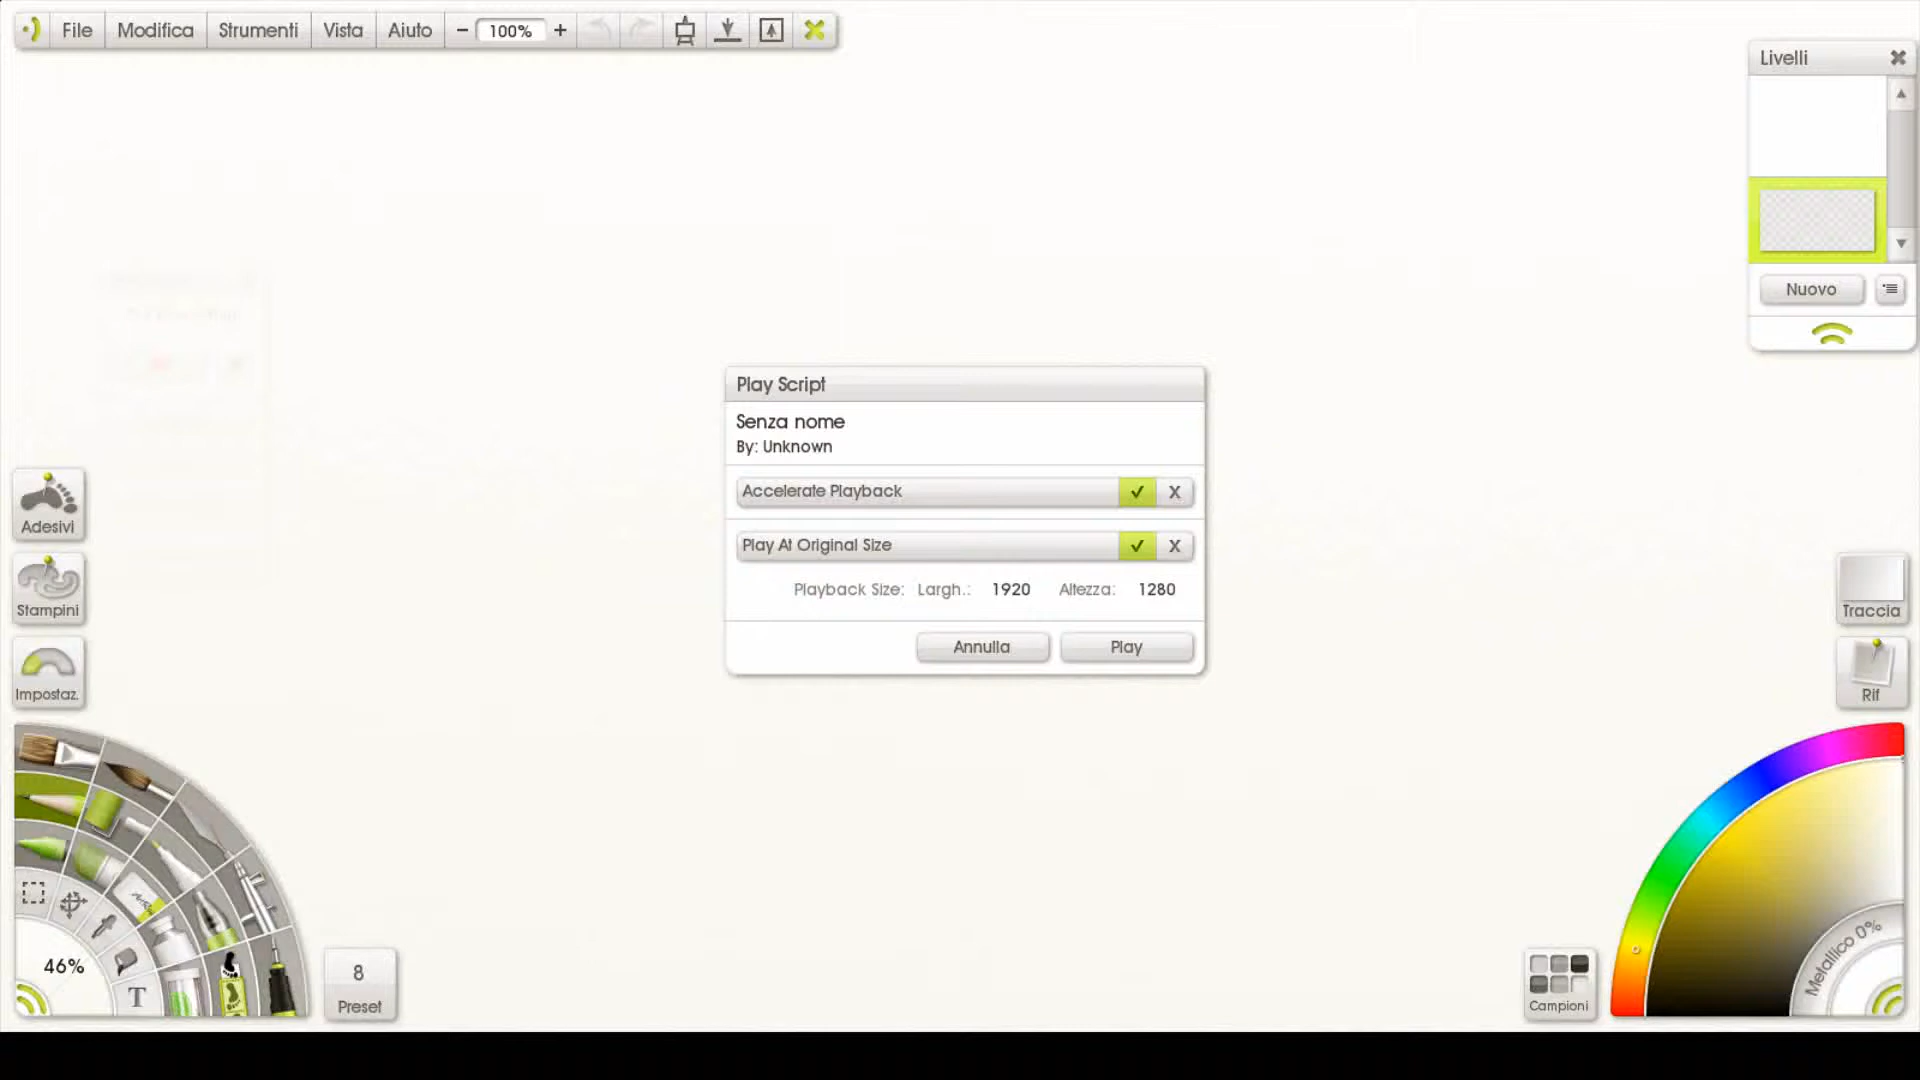 File Modifica Strumenti Vista Aiuto − 100% +
Livelli
Nuovo
Play Script
Senza nome
By: Unknown
Accelerate Playback X
Play At Original Size X
Playback Size: Largh.: 1920 Altezza: 1280
Annulla Play
Adesivi
Stampini
Impostaz.
Traccia
Rif
46%
T
8
Preset
Campioni
Metallico 0%